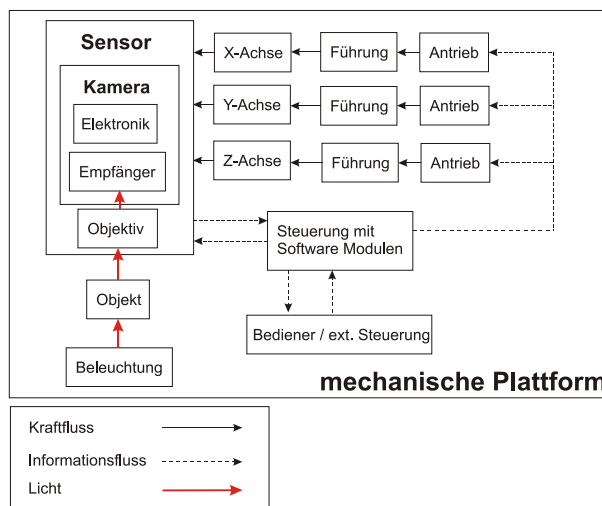 Sensor
Kamera
Elektronik
Empfänger
Objektiv
Objekt
Beleuchtung
X-Achse Führung Antrieb
Y-Achse Führung Antrieb
Z-Achse Führung Antrieb
Steuerung mit
Software Modulen
Bediener / ext. Steuerung
mechanische Plattform
Kraftfluss
Informationsfluss
Licht